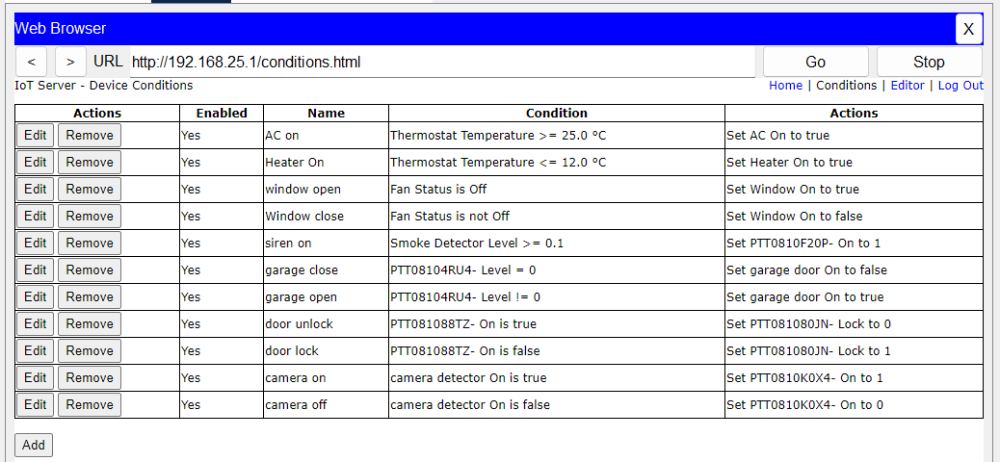 Web Browser X
< > URL http://192.168.25.1/conditions.html Go Stop
IoT Server - Device Conditions Home | Conditions | Editor | Log Out
Actions Enabled Name Condition Actions
Edit Remove Yes AC on Thermostat Temperature >= 25.0 °C Set AC On to true
Edit Remove Yes Heater On Thermostat Temperature <= 12.0 °C Set Heater On to true
Edit Remove Yes window open Fan Status is Off Set Window On to true
Edit Remove Yes Window close Fan Status is not Off Set Window On to false
Edit Remove Yes siren on Smoke Detector Level >= 0.1 Set PTT0810F20P- On to 1
Edit Remove Yes garage close PTT08104RU4- Level = 0 Set garage door On to false
Edit Remove Yes garage open PTT08104RU4- Level != 0 Set garage door On to true
Edit Remove Yes door unlock PTT081088TZ- On is true Set PTT081080JN- Lock to 0
Edit Remove Yes door lock PTT081088TZ- On is false Set PTT081080JN- Lock to 1
Edit Remove Yes camera on camera detector On is true Set PTT0810K0X4- On to 1
Edit Remove Yes camera off camera detector On is false Set PTT0810K0X4- On to 0
Add